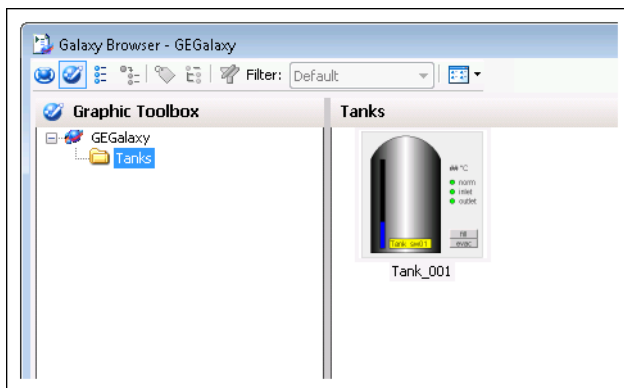 Galaxy Browser - GEGalaxy
Filter: Default
Graphic Toolbox
Tanks
GEGalaxy
Tanks
°C
norm
inlet
outlet
fill
evac
Tank_001